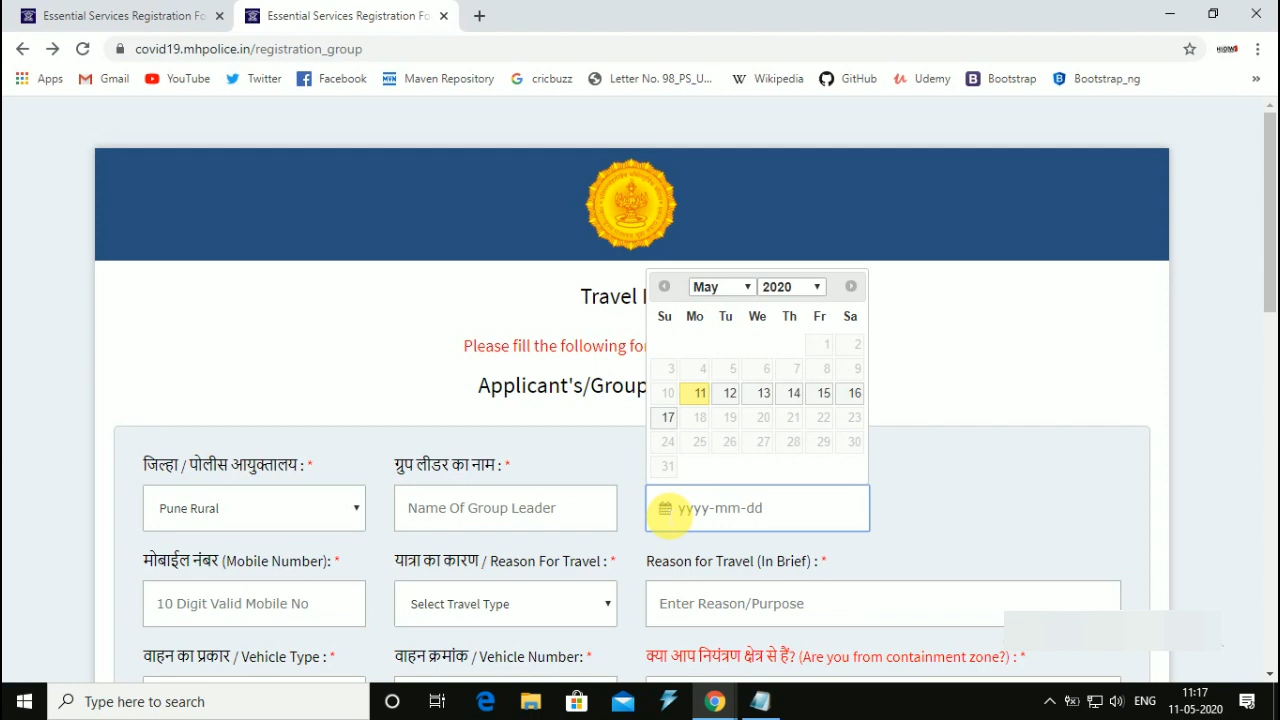 Essential Services Registration Fo
Essential Services Registration Fo
covid19.mhpolice.in/registration_group
Apps Gmail YouTube Twitter Facebook Maven Repository cricbuzz Letter No. 98_PS_U... Wikipedia GitHub Udemy Bootstrap Bootstrap_ng »
Travel
May 2020
Su Mo Tu We Th Fr Sa
1 2
3 4 5 6 7 8 9
10 11 12 13 14 15 16
17 18 19 20 21 22 23
24 25 26 27 28 29 30
31
Please fill the following for
Applicant's/Group
जिल्हा / पोलीस आयुक्तालय : *
ग्रुप लीडर का नाम : *
Pune Rural
Name Of Group Leader
yyyy-mm-dd
मोबाईल नंबर (Mobile Number): *
यात्रा का कारण / Reason For Travel : *
Reason for Travel (In Brief) : *
10 Digit Valid Mobile No
Select Travel Type
Enter Reason/Purpose
वाहन का प्रकार / Vehicle Type : *
वाहन क्रमांक / Vehicle Number: *
क्या आप नियंत्रण क्षेत्र से हैं? (Are you from containment zone?) : *
Type here to search
ENG
11:17
11-05-2020